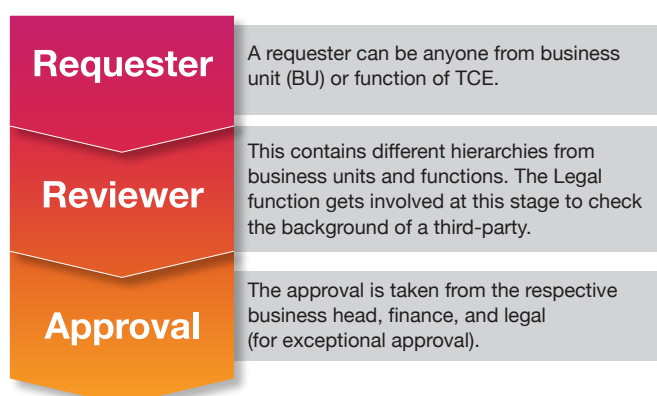 Requester
A requester can be anyone from business
unit (BU) or function of TCE.
Reviewer
This contains different hierarchies from
business units and functions. The Legal
function gets involved at this stage to check
the background of a third-party.
Approval
The approval is taken from the respective
business head, finance, and legal
(for exceptional approval).